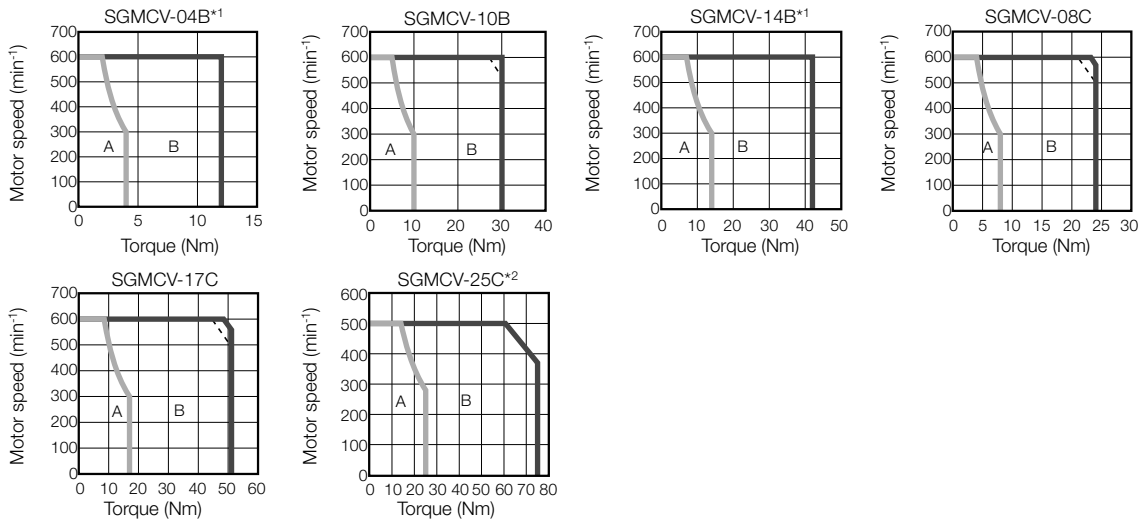 SGMCV-04B*1
Motor speed (min-1)
700
600
500
400
300
200
100
0
A
B
0 5 10 15
Torque (Nm)
SGMCV-10B
Motor speed (min-1)
700
600
500
400
300
200
100
0
A
B
0 10 20 30 40
Torque (Nm)
SGMCV-14B*1
Motor speed (min-1)
700
600
500
400
300
200
100
0
A
B
0 10 20 30 40 50
Torque (Nm)
SGMCV-08C
Motor speed (min-1)
700
600
500
400
300
200
100
0
A
B
0 5 10 15 20 25 30
Torque (Nm)
SGMCV-17C
Motor speed (min-1)
700
600
500
400
300
200
100
0
A
B
0 10 20 30 40 50 60
Torque (Nm)
SGMCV-25C*2
Motor speed (min-1)
600
500
400
300
200
100
0
A
B
0 10 20 30 40 50 60 70 80
Torque (Nm)